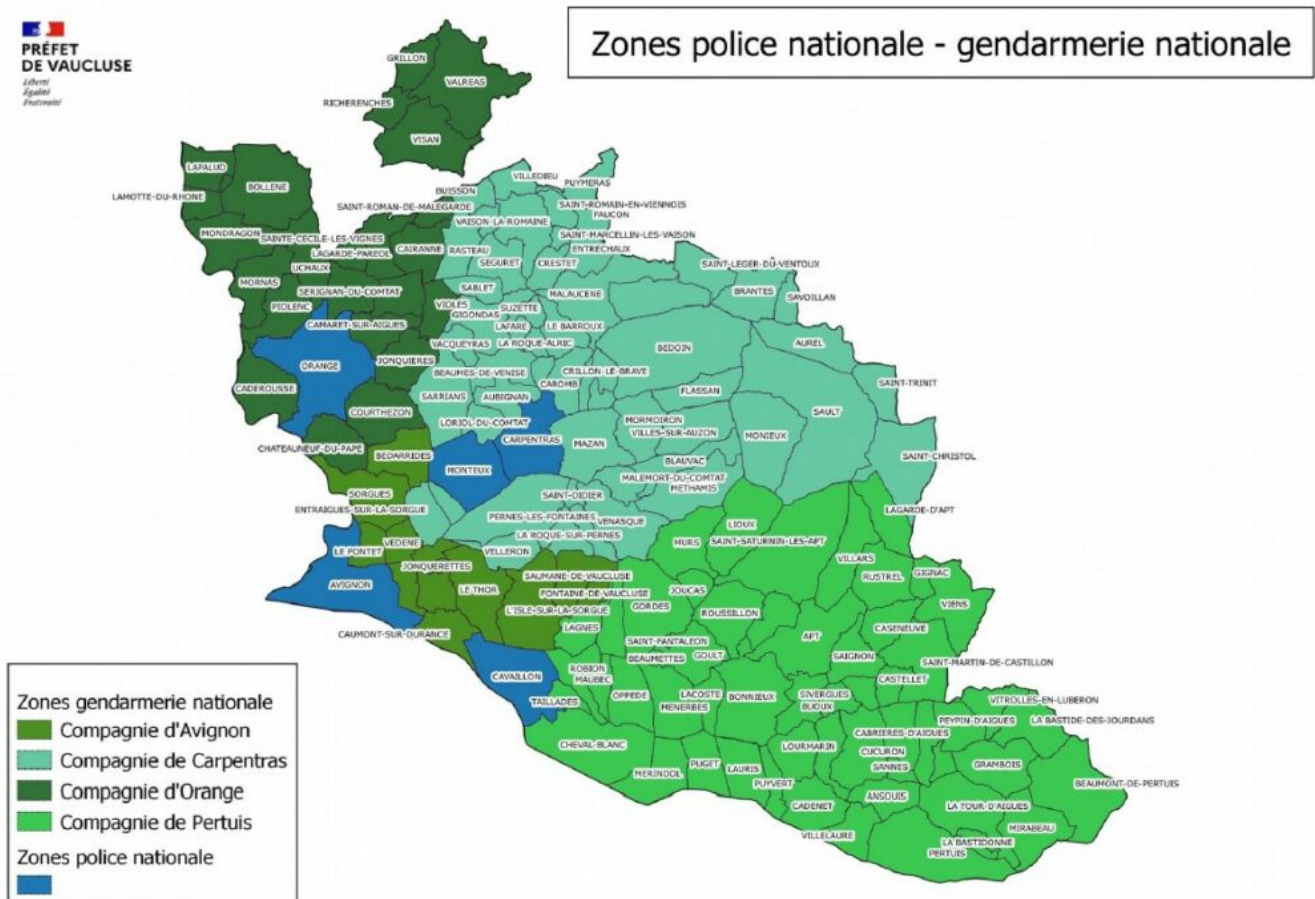 PRÉFET
DE VAUCLUSE
Liberté
Égalité
Fraternité
Zones police nationale - gendarmerie nationale
GRILLON
VALREAS
RICHERENCHES
VISAN
LAPALUD
BOLLENE
LAMOTTE-DU-RHONE
MONDRAGON
SAINTE-CECILE-LES-VIGNES
SAINT-ROMAN-DE-MALEGARDE
LAGARDE-PAREOL
CAIRANNE
UCHAUX
MORNAS
SERIGNAN-DU-COMTAT
PIOLENC
CAMARET-SUR-AIGUES
VIOLES
ORANGE
JONQUIERES
CADEROUSSE
COURTHEZON
CHATEAUNEUF-DU-PAPE
BUISSON
VILLEDIEU
PUYMERAS
SAINT-ROMAIN-EN-VIENNOIS
FAUCON
VAISON-LA-ROMAINE
SAINT-MARCELLIN-LES-VAISON
RASTEAU
ENTRECHAUX
SEGURET
CRESTET
SAINT-LEGER-DU-VENTOUX
BRANTES
SAVOILLAN
SABLET
MALAUCENE
GIGONDAS
SUZETTE
LAFARE
LE BARROUX
VACQUEYRAS
LA ROQUE-ALRIC
BEDOIN
AUREL
BEAUMES-DE-VENISE
CRILLON-LE-BRAVE
CAROMB
FLASSAN
SAINT-TRINIT
SARRIANS
AUBIGNAN
SAULT
LORIOL-DU-COMTAT
MORMOIRON
VILLES-SUR-AUZON
MONIEUX
CARPENTRAS
MAZAN
MONTEUX
BLAUVAC
SAINT-CHRISTOL
MALEMORT-DU-COMTAT
METHAMIS
BEDARRIDES
SORGUES
SAINT-DIDIER
ENTRAIGUES-SUR-LA-SORGUE
PERNES-LES-FONTAINES
VENASQUE
LA ROQUE-SUR-PERNES
LAGARDE-D'APT
LIOUX
MURS
SAINT-SATURNIN-LES-APT
VEDENE
LE PONTET
VELLERON
VILLARS
JONQUERETTES
SAUMANE-DE-VAUCLUSE
RUSTREL
GIGNAC
AVIGNON
LE THOR
FONTAINE-DE-VAUCLUSE
JOUCAS
GORDES
ROUSSILLON
VIENS
L'ISLE-SUR-LA-SORGUE
LAGNES
CASENEUVE
CAUMONT-SUR-DURANCE
APT
SAINT-PANTALEON
BEAUMETTES
GOULT
SAIGNON
SAINT-MARTIN-DE-CASTILLON
CAVAILLON
ROBION
MAUBEC
CASTELLET
TAILLADES
OPPEDE
LACOSTE
MENERBES
BONNIEUX
SIVERGUES
BUOUX
VITROLLES-EN-LUBERON
PEYPIN-D'AIGUES
LA BASTIDE-DES-JOURDANS
CABRIERES-D'AIGUES
CHEVAL-BLANC
LOURMARIN
CUCURON
SANNES
GRAMBOIS
MERINDOL
PUGET
LAURIS
PUYVERT
BEAUMONT-DE-PERTUIS
CADENET
ANSOUIS
LA TOUR-D'AIGUES
VILLELAURE
MIRABEAU
LA BASTIDONNE
PERTUIS
Zones gendarmerie nationale
Compagnie d'Avignon
Compagnie de Carpentras
Compagnie d'Orange
Compagnie de Pertuis
Zones police nationale